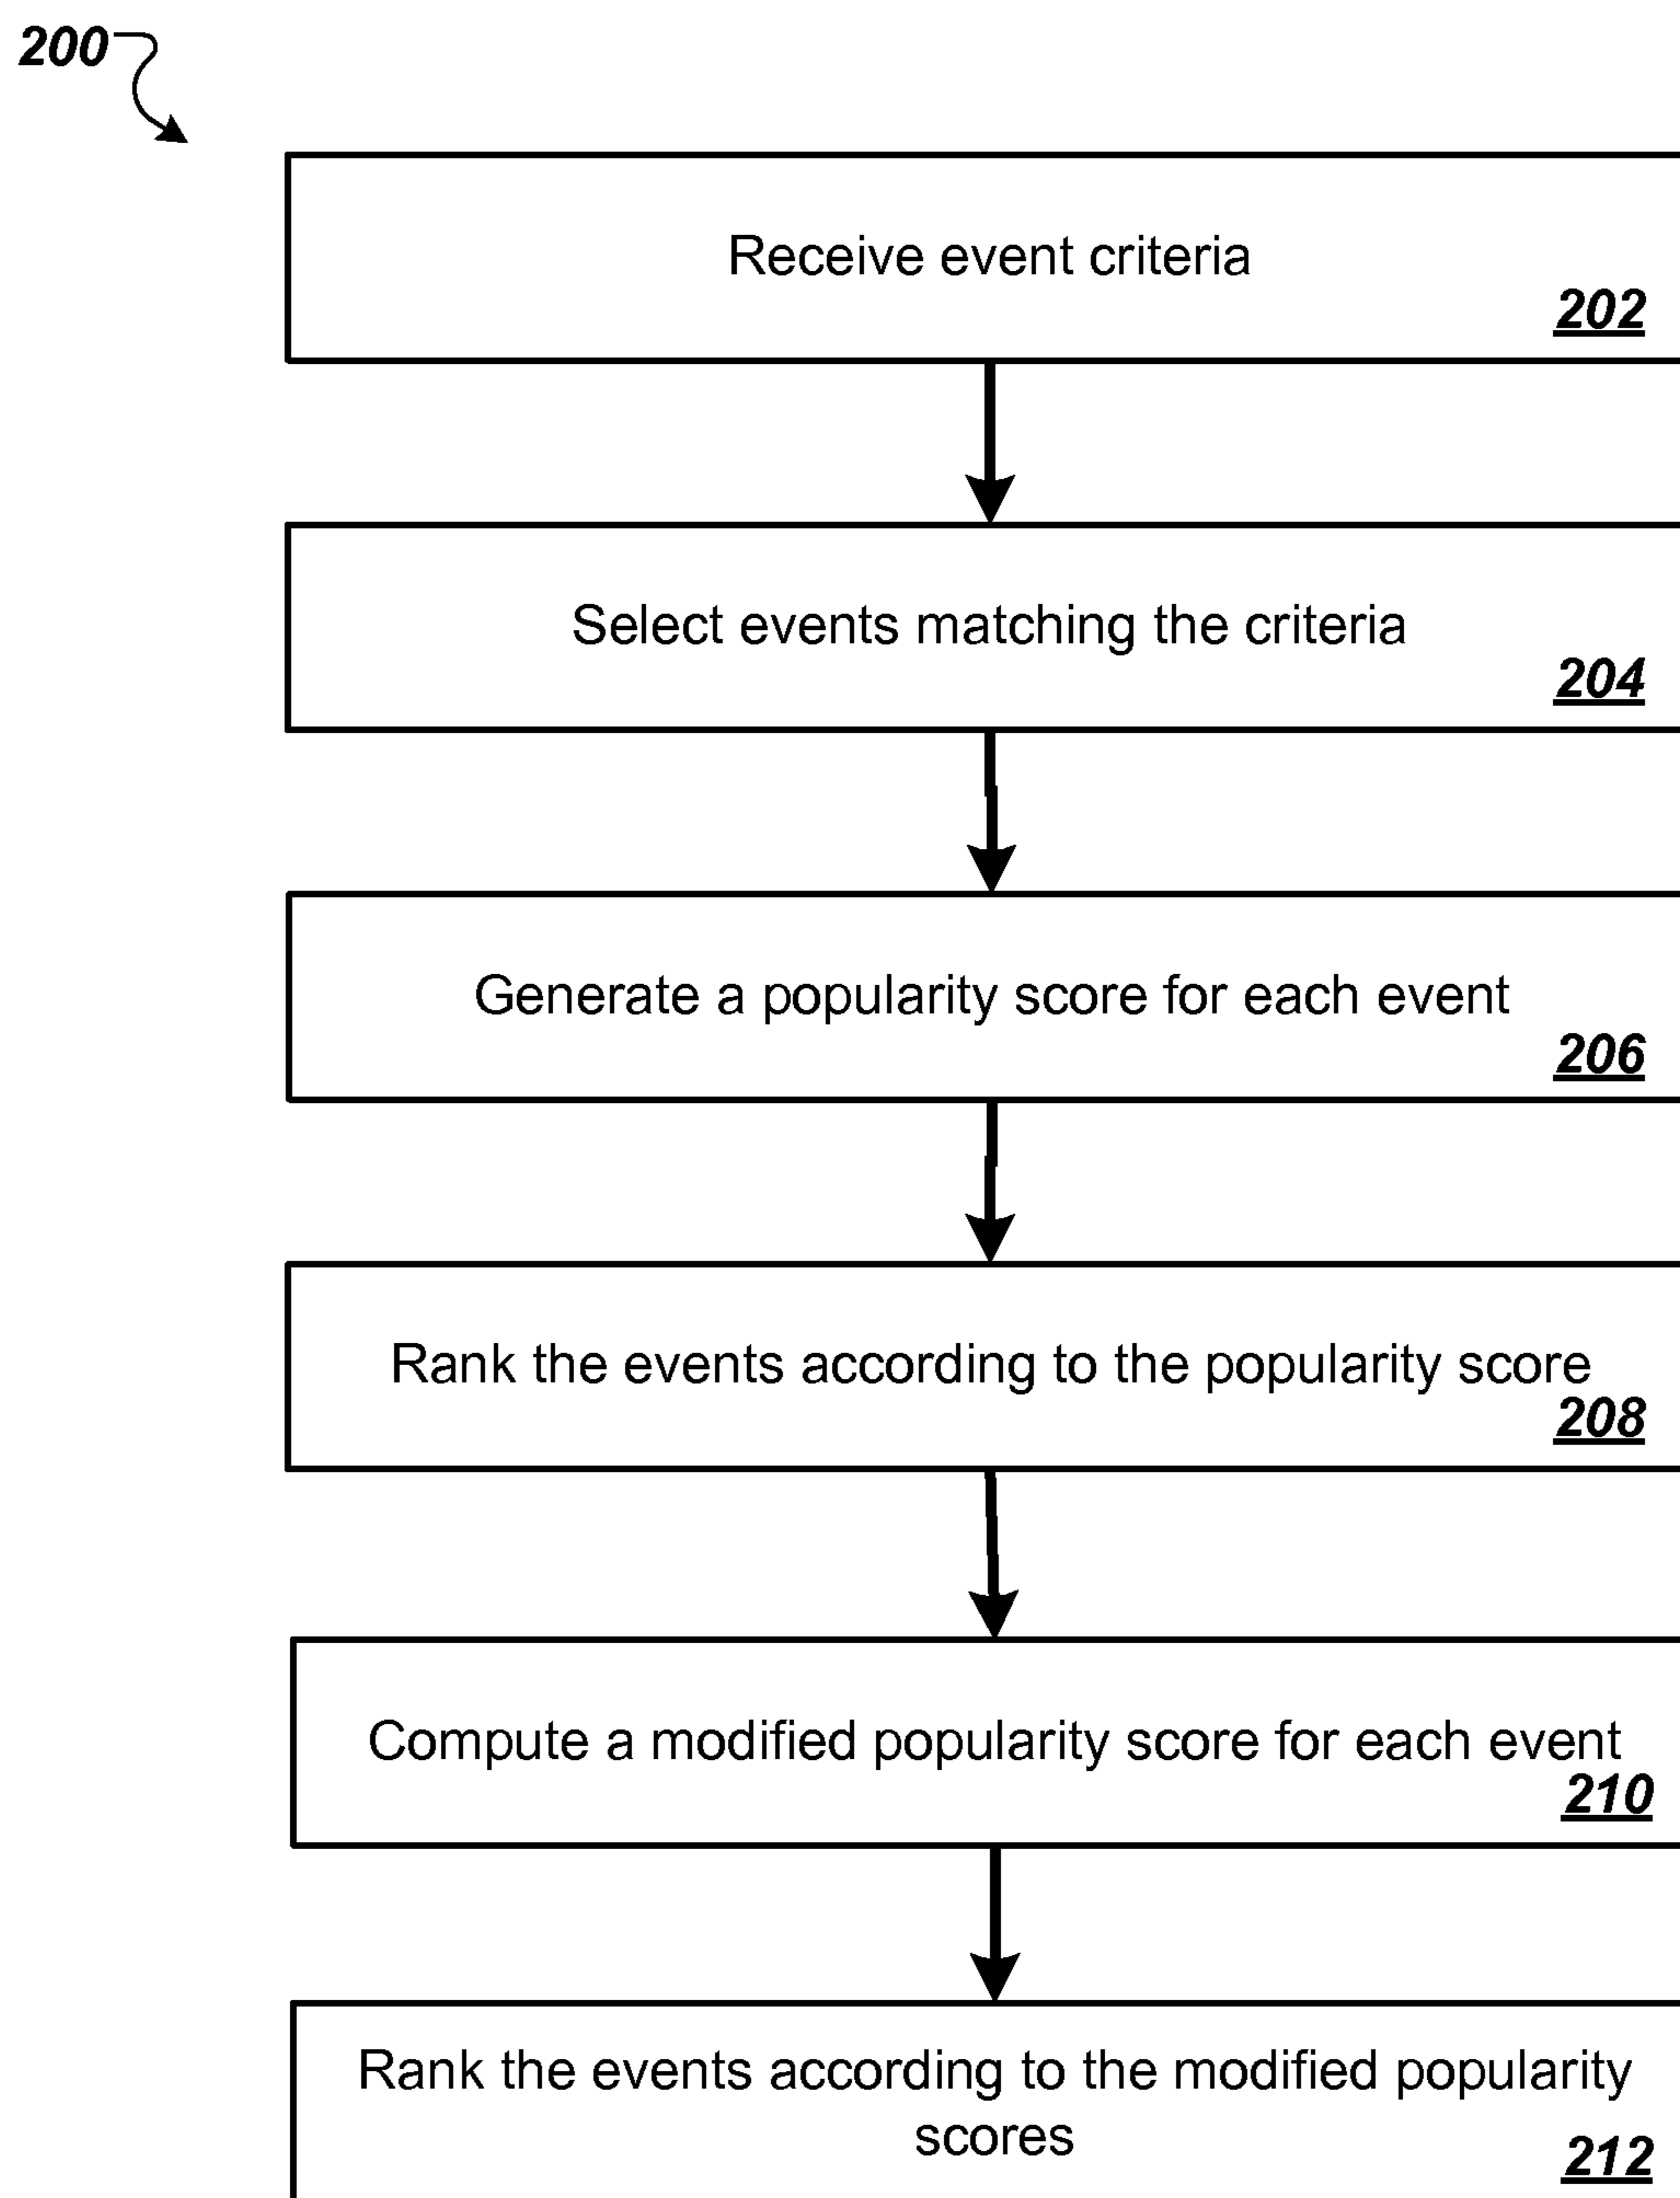 200
Receive event criteria
202
Select events matching the criteria
204
Generate a popularity score for each event
206
Rank the events according to the popularity score
208
Compute a modified popularity score for each event
210
Rank the events according to the modified popularity
scores
212